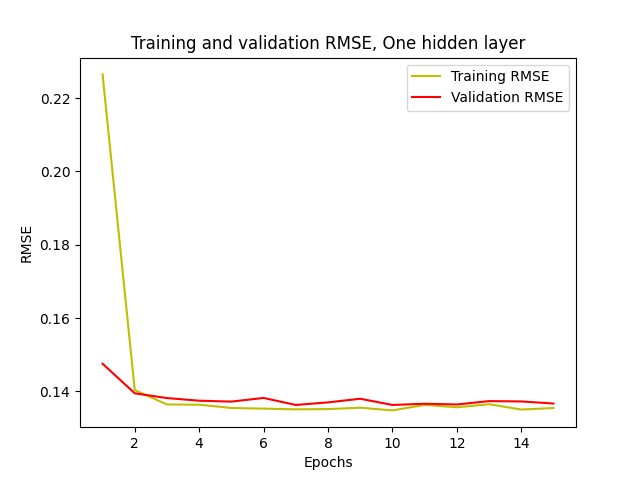 Training and validation RMSE, One hidden layer
Training RMSE
Validation RMSE
0.22
0.20
0.18
0.16
0.14
RMSE
2 4 6 8 10 12 14
Epochs